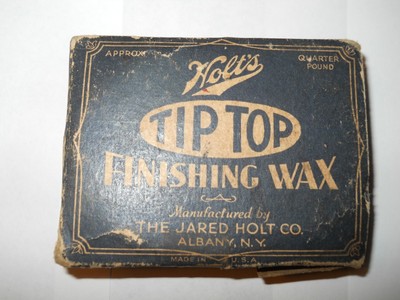 APPROX.
Holt's
QUARTER
POUND
TIP TOP
FINISHING WAX
Manufactured by
THE JARED HOLT CO.
ALBANY, N.Y.
MADE IN U.S.A.